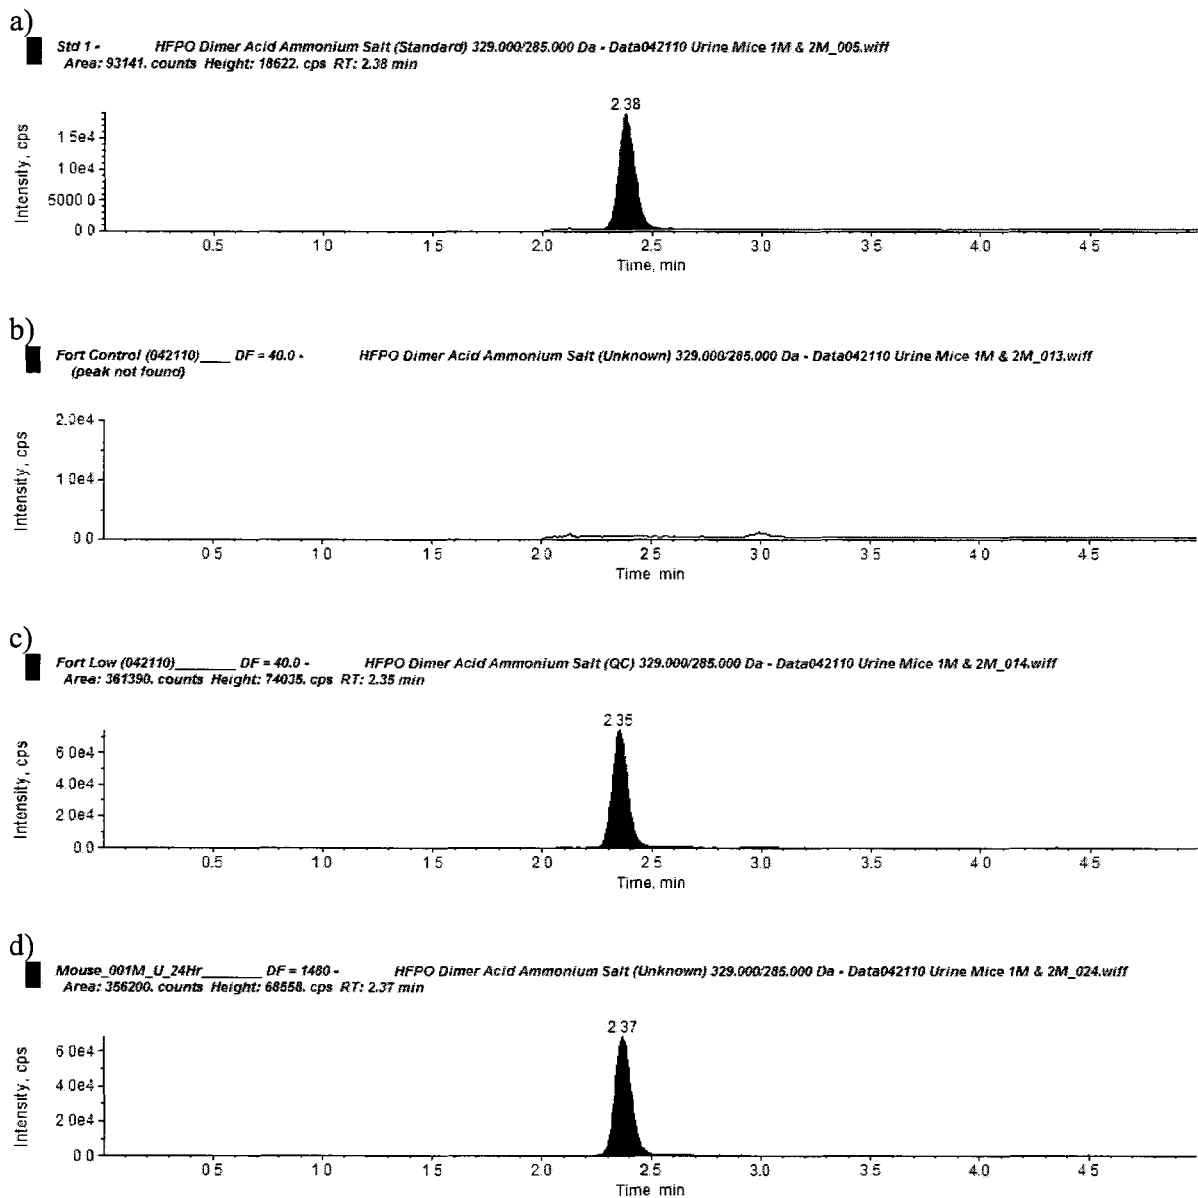 a)
Std 1 - HFPO Dimer Acid Ammonium Salt (Standard) 329.000/285.000 Da - Data042110 Urine Mice 1M & 2M_005.wiff
Area: 93141. counts Height: 18622. cps RT: 2.38 min
2.38
Intensity, cps
1 5e4
1 0e4
5000 0
0 0
0 5 1 0 1 5 2 0 2 5 3 0 3 5 4 0 4 5
Time, min
b)
Fort Control (042110)____ DF = 40.0 - HFPO Dimer Acid Ammonium Salt (Unknown) 329.000/285.000 Da - Data042110 Urine Mice 1M & 2M_013.wiff
(peak not found)
Intensity, cps
2.0e4
1 0e4
0 0
0 5 1 0 1 5 2 0 2 5 3 0 3 5 4 0 4 5
Time min
c)
Fort Low (042110)________ DF = 40.0 - HFPO Dimer Acid Ammonium Salt (QC) 329.000/285.000 Da - Data042110 Urine Mice 1M & 2M_014.wiff
Area: 361390. counts Height: 74035. cps RT: 2.35 min
2 35
Intensity, cps
6 0e4
4 0e4
2 0e4
0 0
0 5 1 0 1 5 2 0 2 5 3 0 3 5 4 0 4 5
Time, min
d)
Mouse_001M_U_24Hr________ DF = 1480 - HFPO Dimer Acid Ammonium Salt (Unknown) 329.000/285.000 Da - Data042110 Urine Mice 1M & 2M_024.wiff
Area: 356200. counts Height: 68558. cps RT: 2.37 min
2 37
Intensity, cps
6 0e4
4 0e4
2 0e4
0 0
0 5 1 0 1 5 2 0 2 5 3 0 3 5 4 0 4 5
Time min